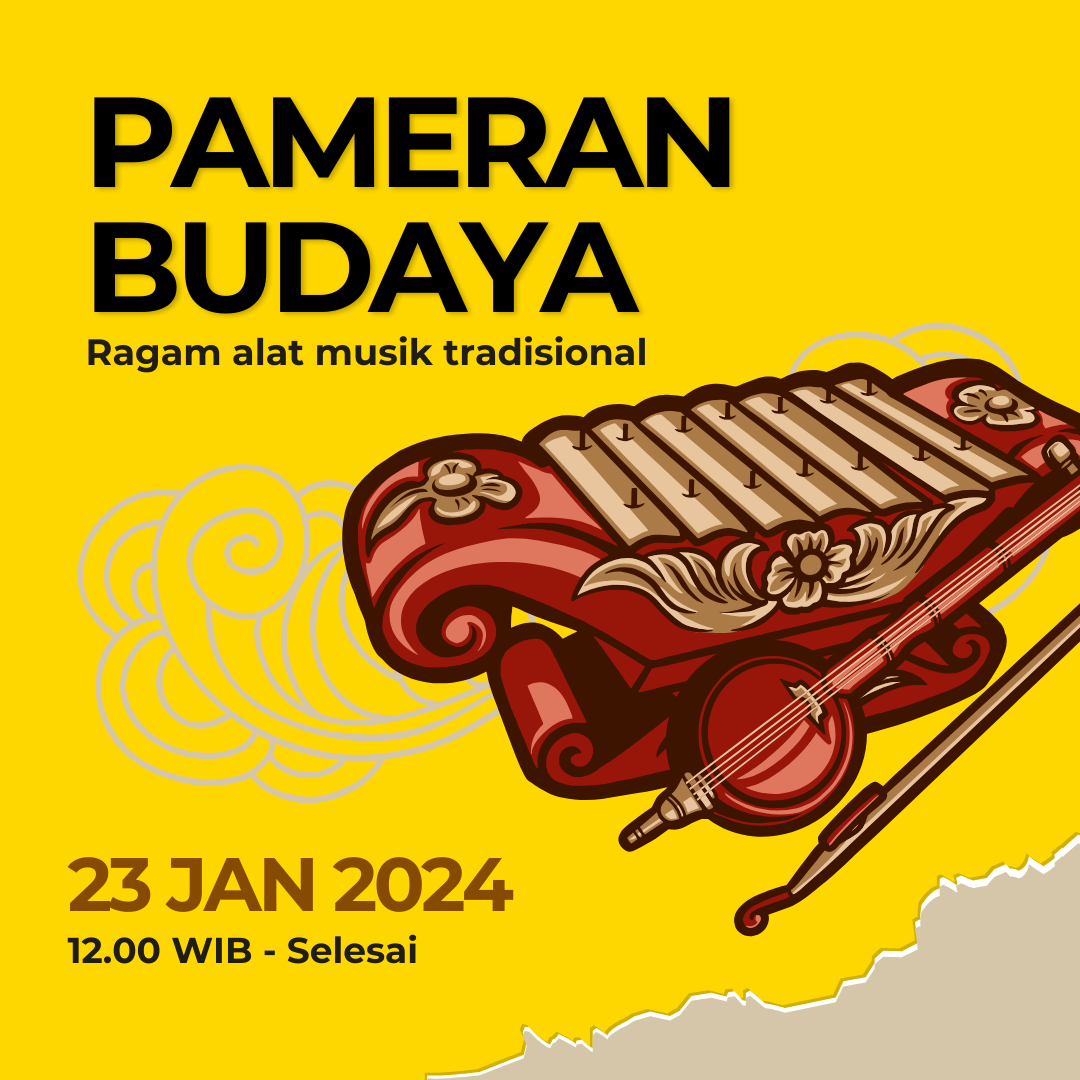 PAMERAN
BUDAYA
Ragam alat musik tradisional
23 JAN 2024
12.00 WIB - Selesai